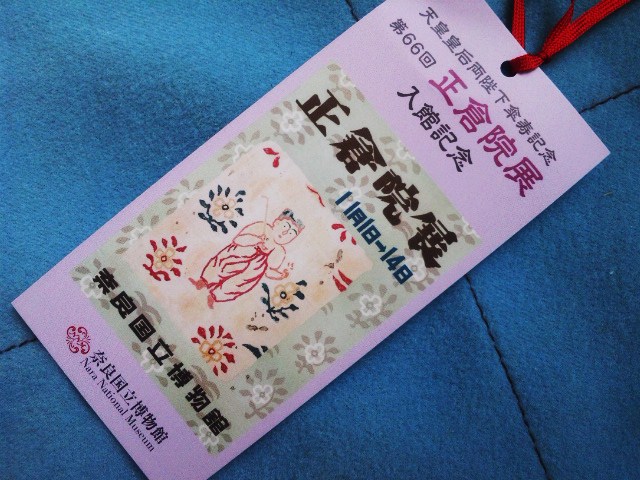 天皇皇后両陛下傘寿記念
第66回 正倉院展
入館記念
正倉院展
11月1日~14日
奈良国立博物館
奈良国立博物館
Nara National Museum